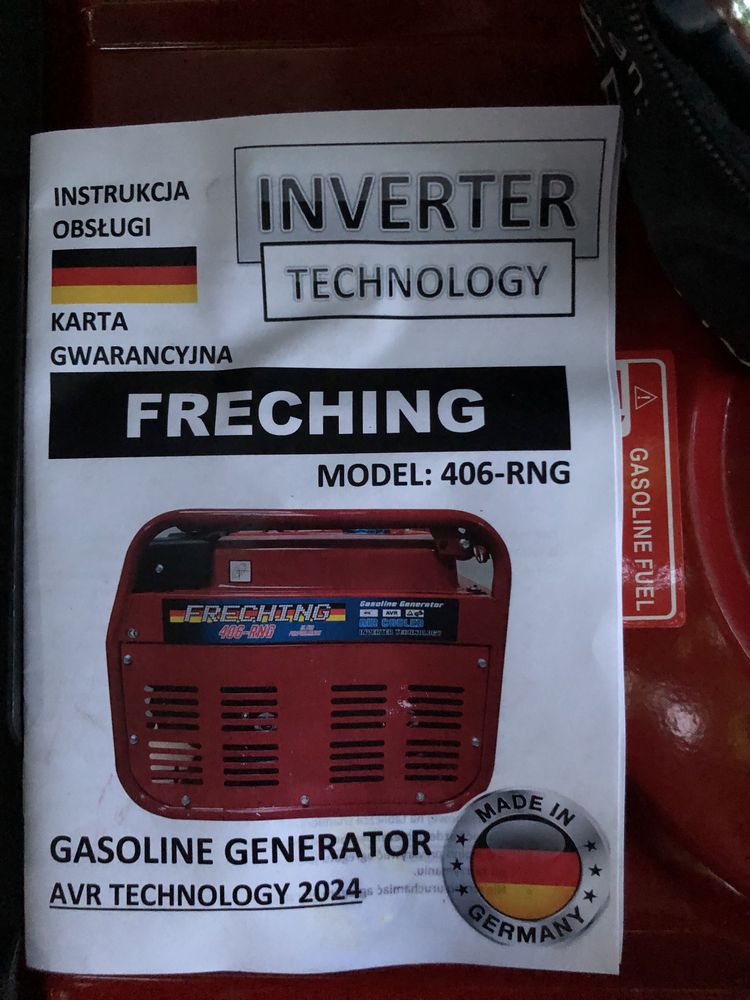 INSTRUKCJA
OBSŁUGI
KARTA
GWARANCYJNA
INVERTER
TECHNOLOGY
FRECHING
MODEL: 406-RNG
FRECHING
406-RNG
Gasoline Generator
AVR
AIR COOLED
INVERTER TECHNOLOGY
GASOLINE GENERATOR
AVR TECHNOLOGY 2024
MADE IN
GERMANY
GASOLINE FUEL